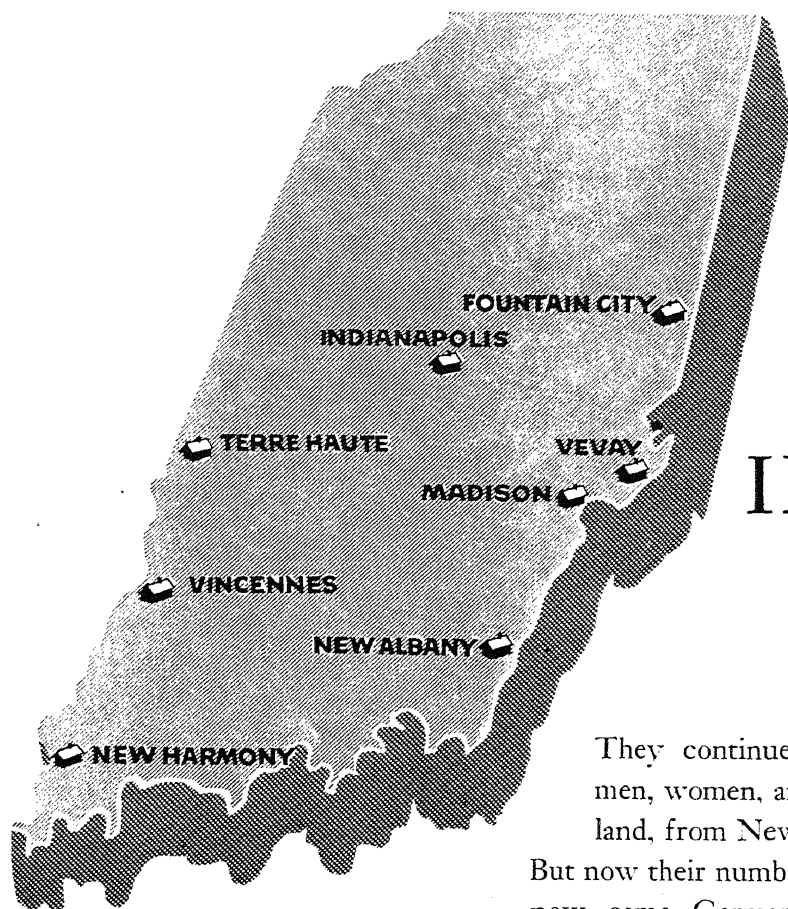 FOUNTAIN CITY
INDIANAPOLIS
TERRE HAUTE
VEVAY
MADISON
VINCENNES
NEW ALBANY
NEW HARMONY
They continue
men, women, a
land, from New
But now their numb